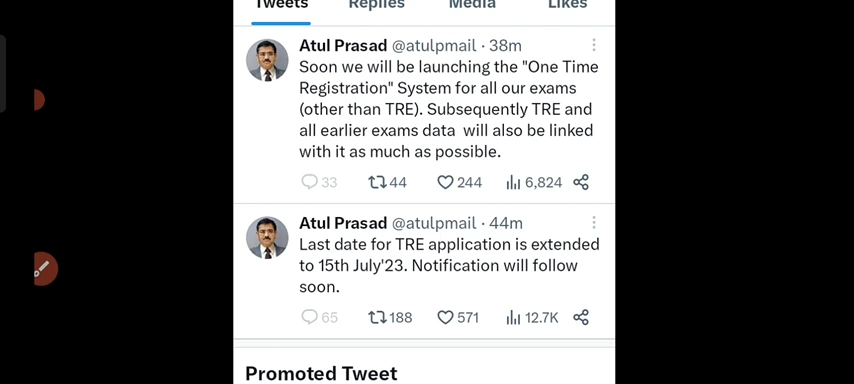 Tweets Replies Media Likes
Atul Prasad @atulpmail · 38m
Soon we will be launching the "One Time
Registration" System for all our exams
(other than TRE). Subsequently TRE and
all earlier exams data will also be linked
with it as much as possible.
33 44 244 6,824
Atul Prasad @atulpmail · 44m
Last date for TRE application is extended
to 15th July'23. Notification will follow
soon.
65 188 571 12.7K
Promoted Tweet